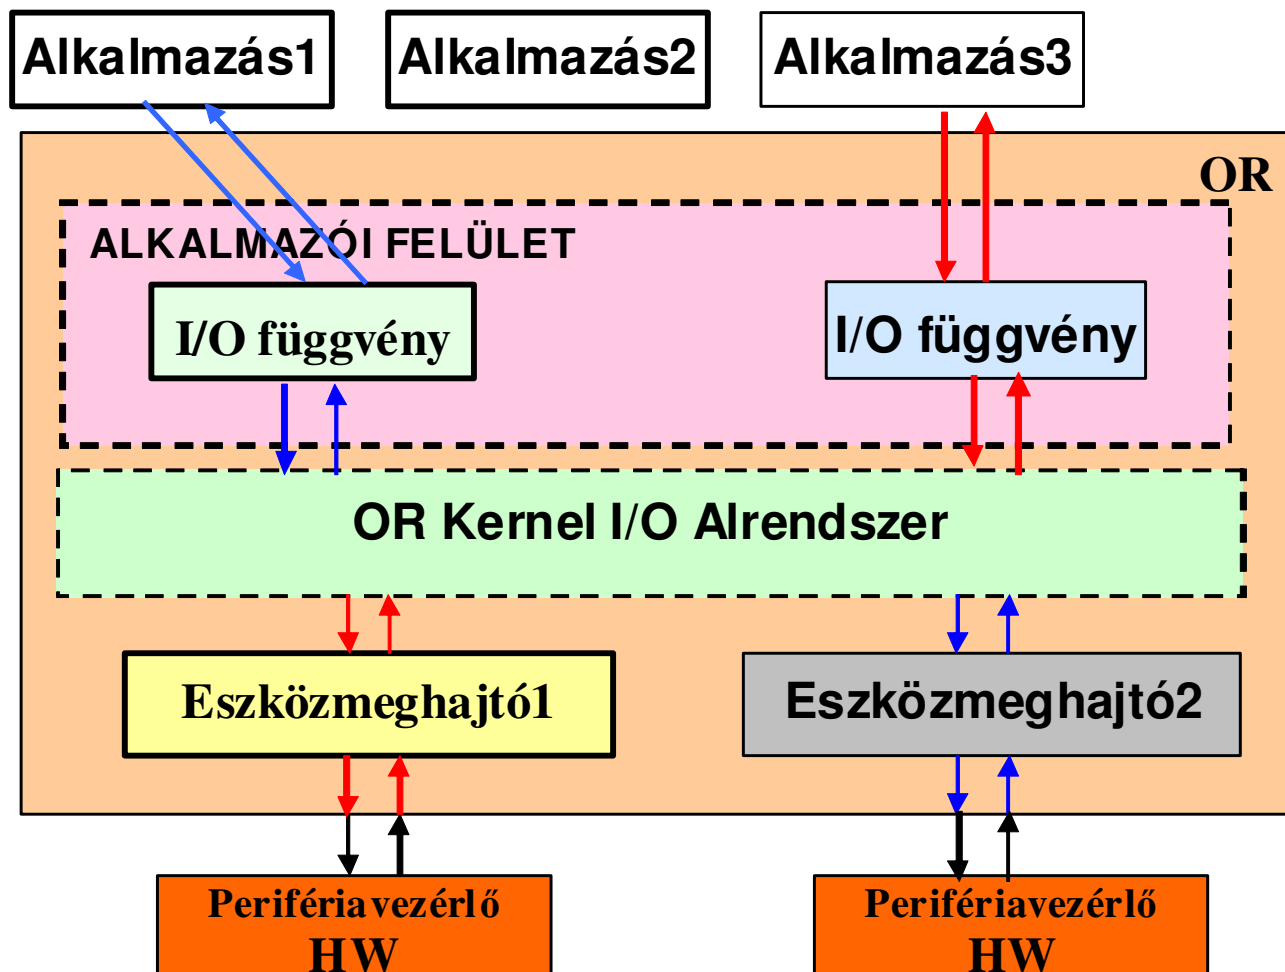 Alkalmazás1 Alkalmazás2 Alkalmazás3
OR
ALKALMAZÓI FELÜLET
I/O függvény I/O függvény
OR Kernel I/O Alrendszer
Eszközmeghajtó1 Eszközmeghajtó2
Perifériavezérlő Perifériavezérlő
HW HW